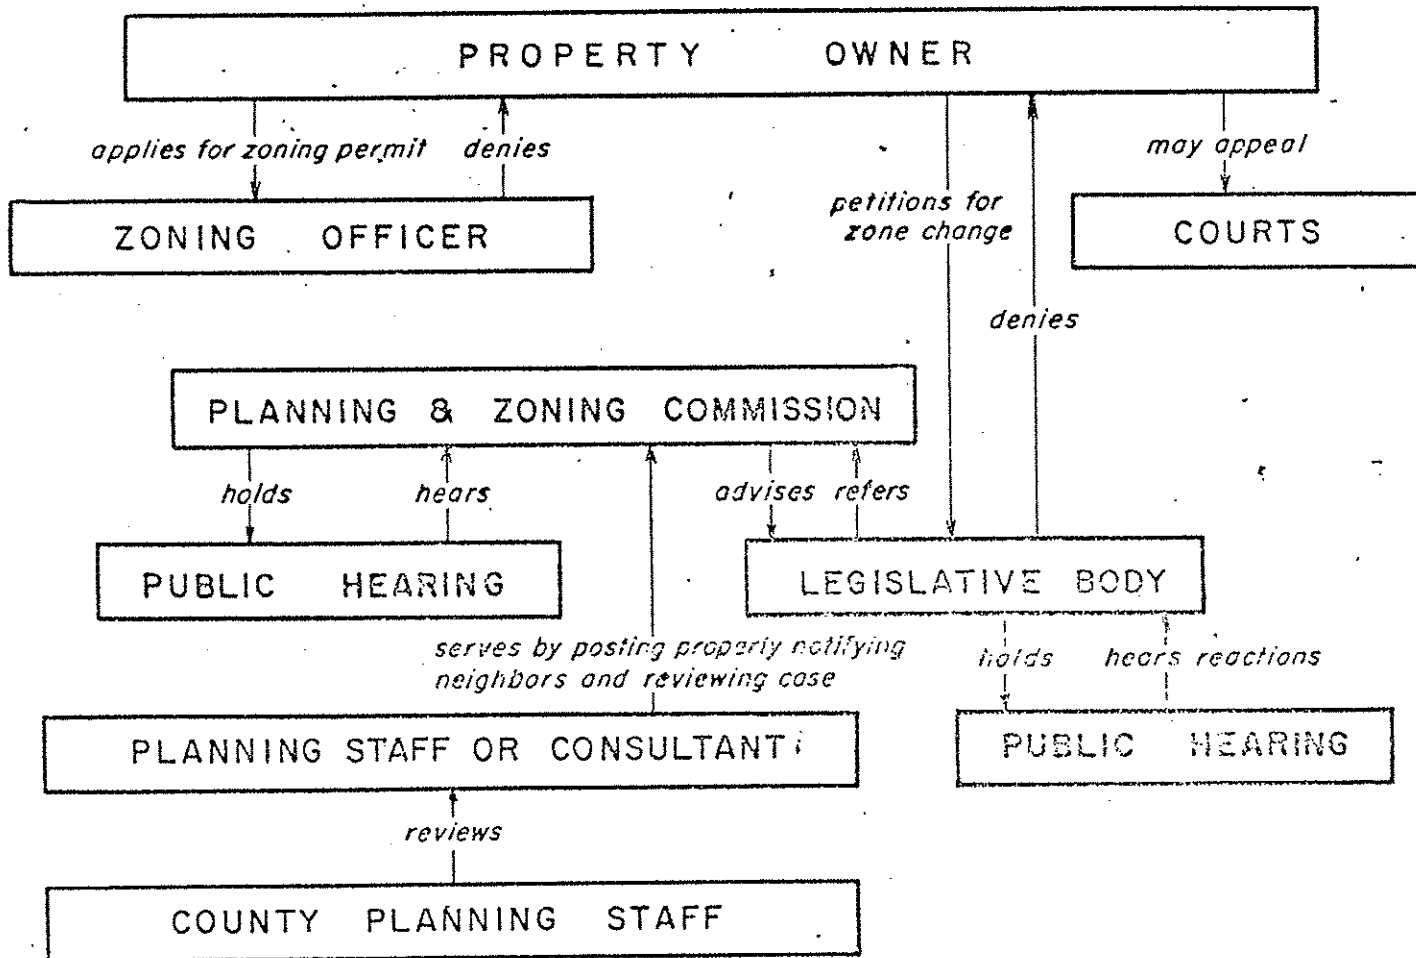 PROPERTY OWNER
applies for zoning permit
denies
may appeal
ZONING OFFICER
petitions for
zone change
COURTS
denies
PLANNING & ZONING COMMISSION
holds
hears
advises
refers
PUBLIC HEARING
LEGISLATIVE BODY
serves by posting properly notifying
neighbors and reviewing case
holds
hears reactions
PLANNING STAFF OR CONSULTANT
PUBLIC HEARING
reviews
COUNTY PLANNING STAFF